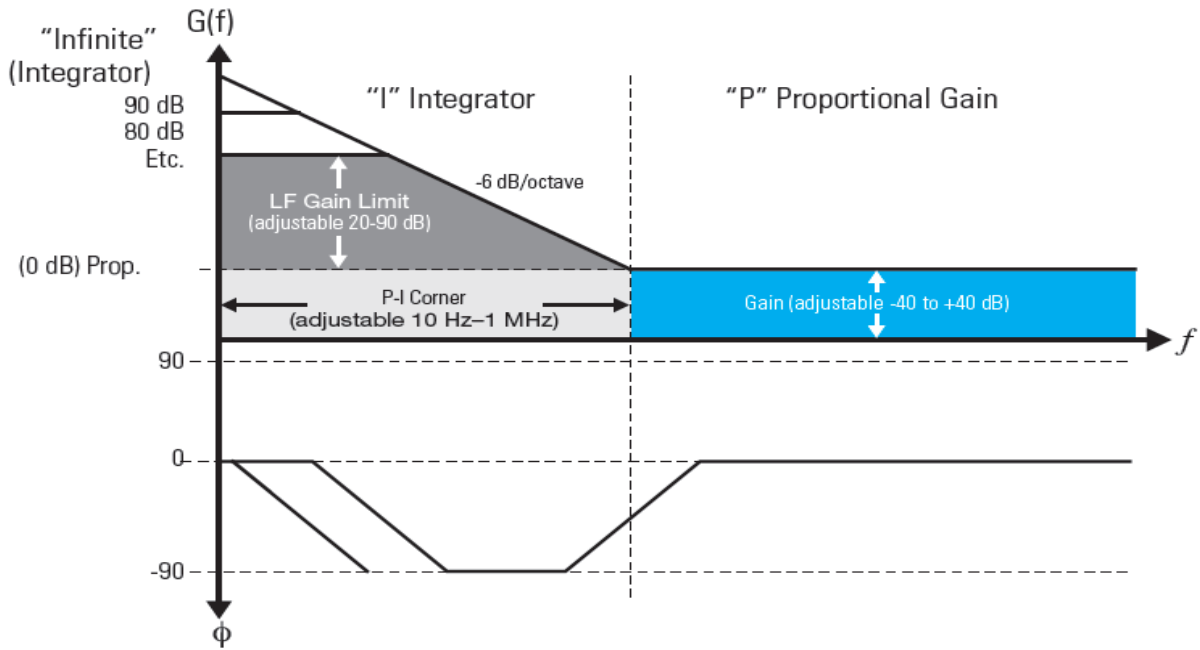 G(f)
“Infinite”
(Integrator)
90 dB
80 dB
Etc.
“I” Integrator
“P” Proportional Gain
-6 dB/octave
LF Gain Limit
(adjustable 20-90 dB)
(0 dB) Prop.
P-I Corner
(adjustable 10 Hz–1 MHz)
Gain (adjustable -40 to +40 dB)
f
90
0
-90
ϕ